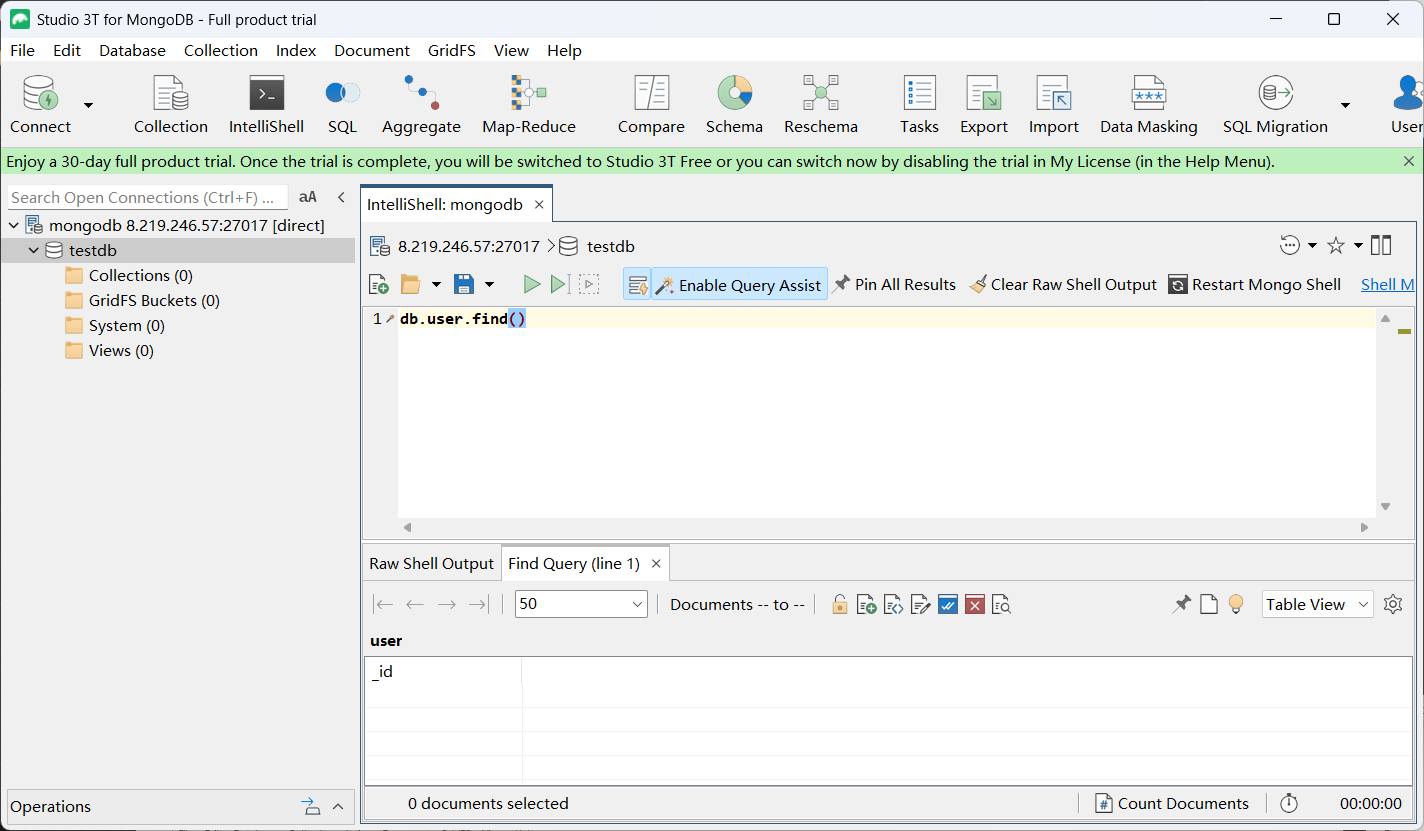 Studio 3T for MongoDB - Full product trial
File Edit Database Collection Index Document GridFS View Help
Connect Collection IntelliShell SQL Aggregate Map-Reduce Compare Schema Reschema Tasks Export Import Data Masking SQL Migration User
Enjoy a 30-day full product trial. Once the trial is complete, you will be switched to Studio 3T Free or you can switch now by disabling the trial in My License (in the Help Menu).
Search Open Connections (Ctrl+F) ... aA
mongodb 8.219.246.57:27017 [direct]
testdb
Collections (0)
GridFS Buckets (0)
System (0)
Views (0)
IntelliShell: mongodb
8.219.246.57:27017 testdb
Enable Query Assist Pin All Results Clear Raw Shell Output Restart Mongo Shell Shell M
1 db.user.find()
Raw Shell Output Find Query (line 1)
50 Documents -- to -- Table View
user
_id
0 documents selected Count Documents 00:00:00
Operations